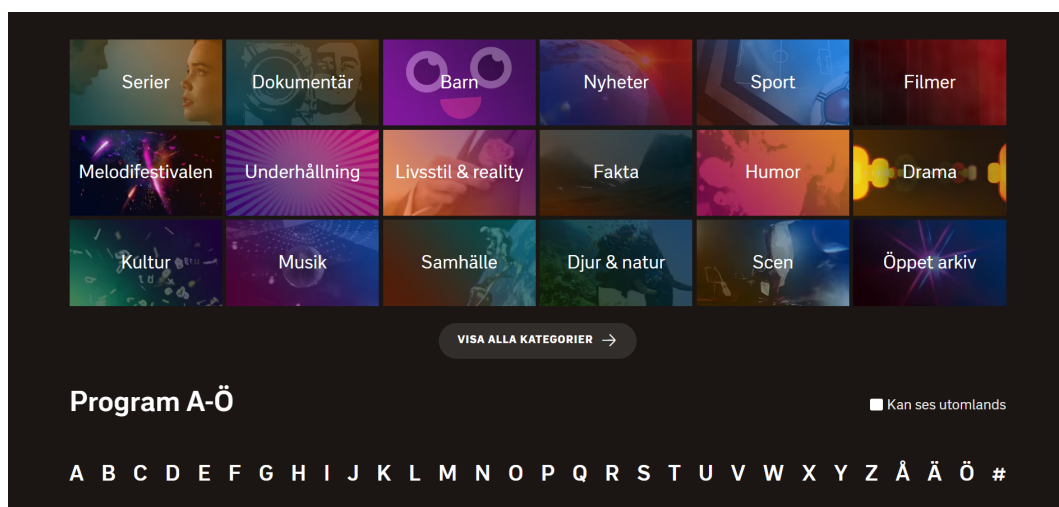 Serier Dokumentär Barn Nyheter Sport Filmer
Melodifestivalen Underhållning Livsstil & reality Fakta Humor Drama
Kultur Musik Samhälle Djur & natur Scen Öppet arkiv
VISA ALLA KATEGORIER →
Program A-Ö
Kan ses utomlands
A B C D E F G H I J K L M N O P Q R S T U V W X Y Z Å Ä Ö #